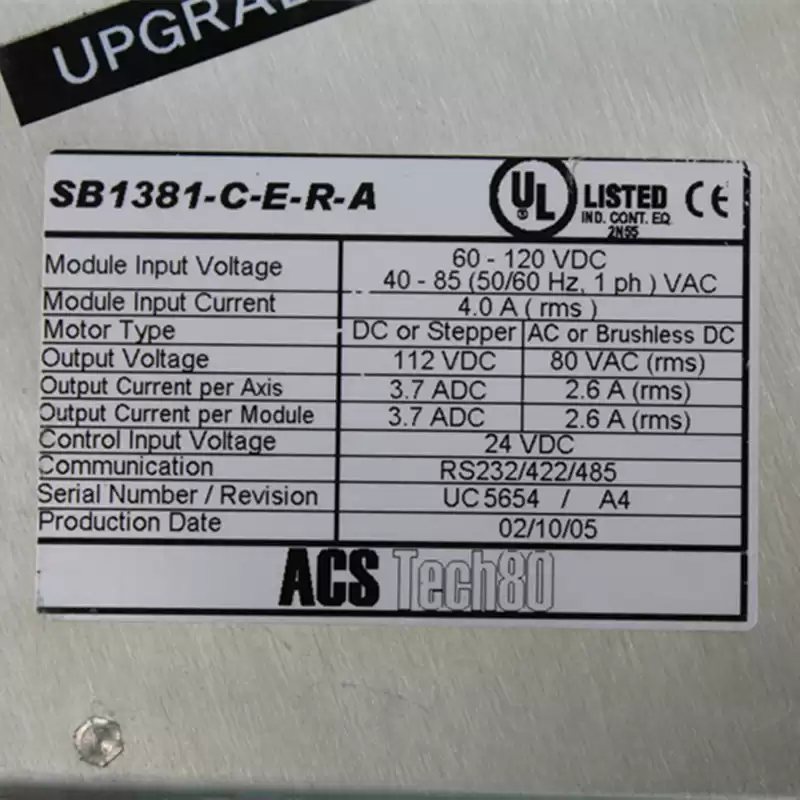 UPGRA
SB1381-C-E-R-A
UL ® LISTED CE
IND. CONT. EQ.
2N55
Module Input Voltage 60 - 120 VDC
40 - 85 (50/60 Hz, 1 ph ) VAC
Module Input Current 4.0 A ( rms )
Motor Type DC or Stepper AC or Brushless DC
Output Voltage 112 VDC 80 VAC (rms)
Output Current per Axis 3.7 ADC 2.6 A (rms)
Output Current per Module 3.7 ADC 2.6 A (rms)
Control Input Voltage 24 VDC
Communication RS232/422/485
Serial Number / Revision UC5654 / A4
Production Date 02/10/05
ACS Tech80